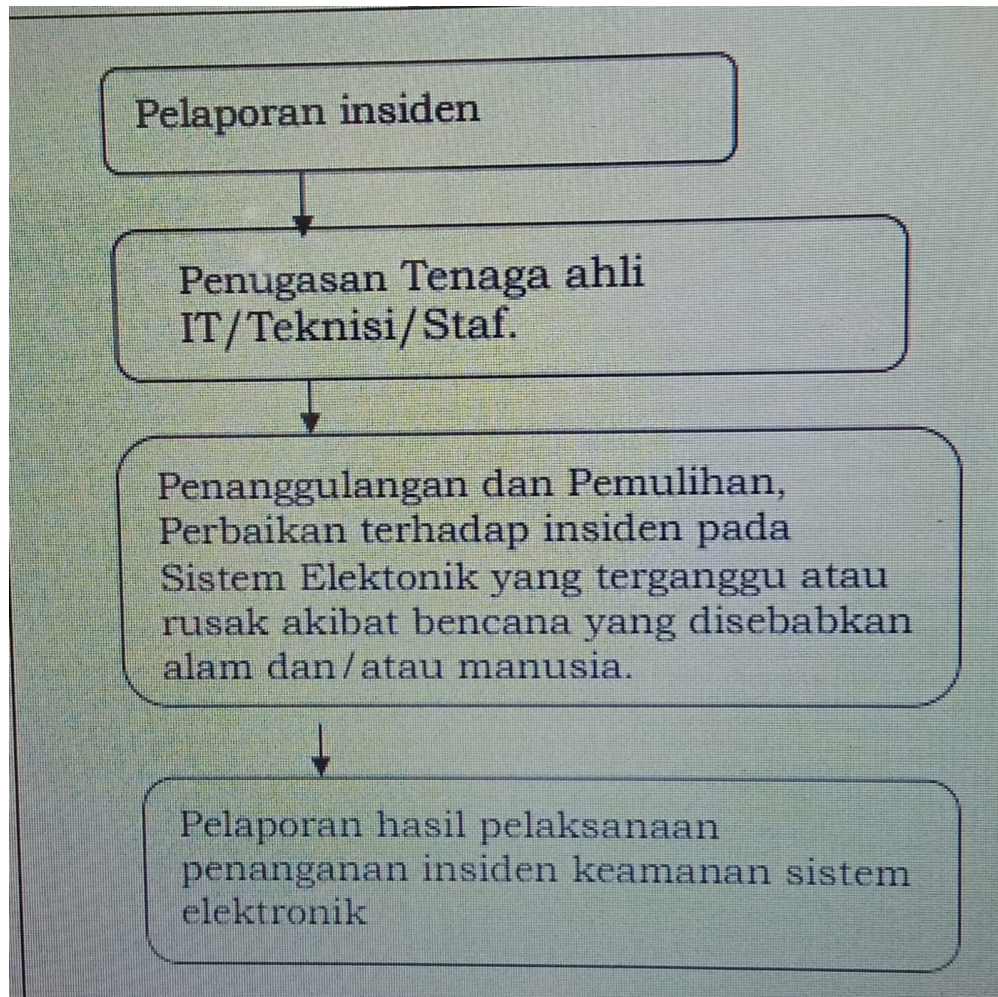 Pelaporan insiden
Penugasan Tenaga ahli
IT/Teknisi/Staf.
Penanggulangan dan Pemulihan,
Perbaikan terhadap insiden pada
Sistem Elektonik yang terganggu atau
rusak akibat bencana yang disebabkan
alam dan/atau manusia.
Pelaporan hasil pelaksanaan
penanganan insiden keamanan sistem
elektronik